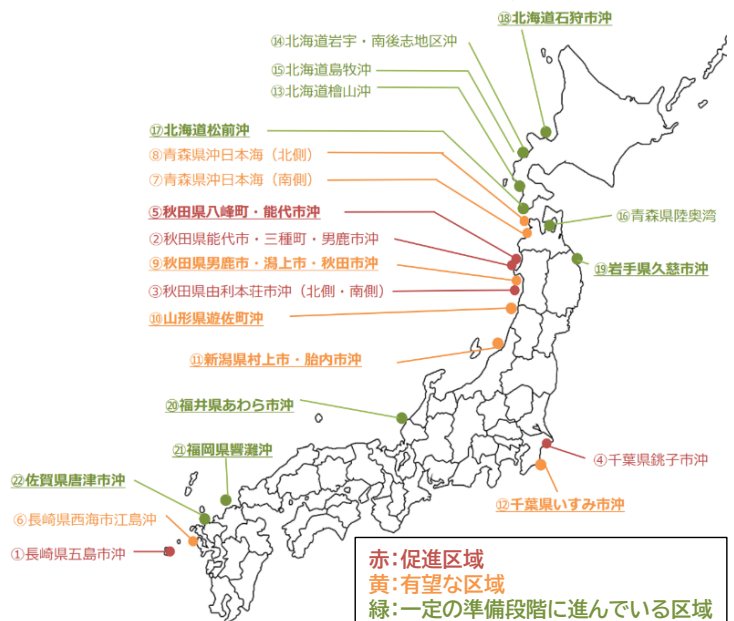 ⑱北海道石狩市沖
⑭北海道岩宇・南後志地区沖
⑮北海道島牧沖
⑬北海道檜山沖
⑰北海道松前沖
⑧青森県沖日本海（北側）
⑦青森県沖日本海（南側）
⑤秋田県八峰町・能代市沖
⑯青森県陸奥湾
②秋田県能代市・三種町・男鹿市沖
⑨秋田県男鹿市・潟上市・秋田市沖
⑲岩手県久慈市沖
③秋田県由利本荘市沖（北側・南側）
⑩山形県遊佐町沖
⑪新潟県村上市・胎内市沖
⑳福井県あわら市沖
㉑福岡県響灘沖
④千葉県銚子市沖
㉒佐賀県唐津市沖
⑫千葉県いすみ市沖
⑥長崎県西海市江島沖
①長崎県五島市沖
赤：促進区域
黄：有望な区域
緑：一定の準備段階に進んでいる区域